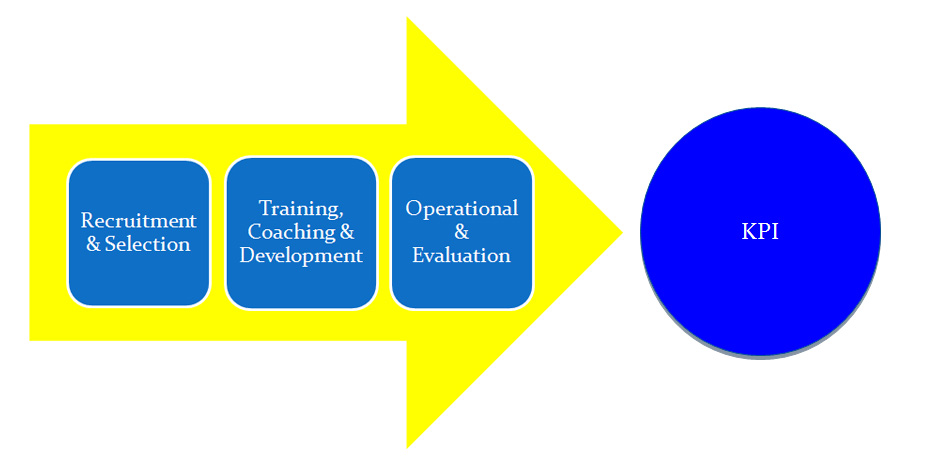 Recruitment
& Selection
Training,
Coaching &
Development
Operational
&
Evaluation
KPI